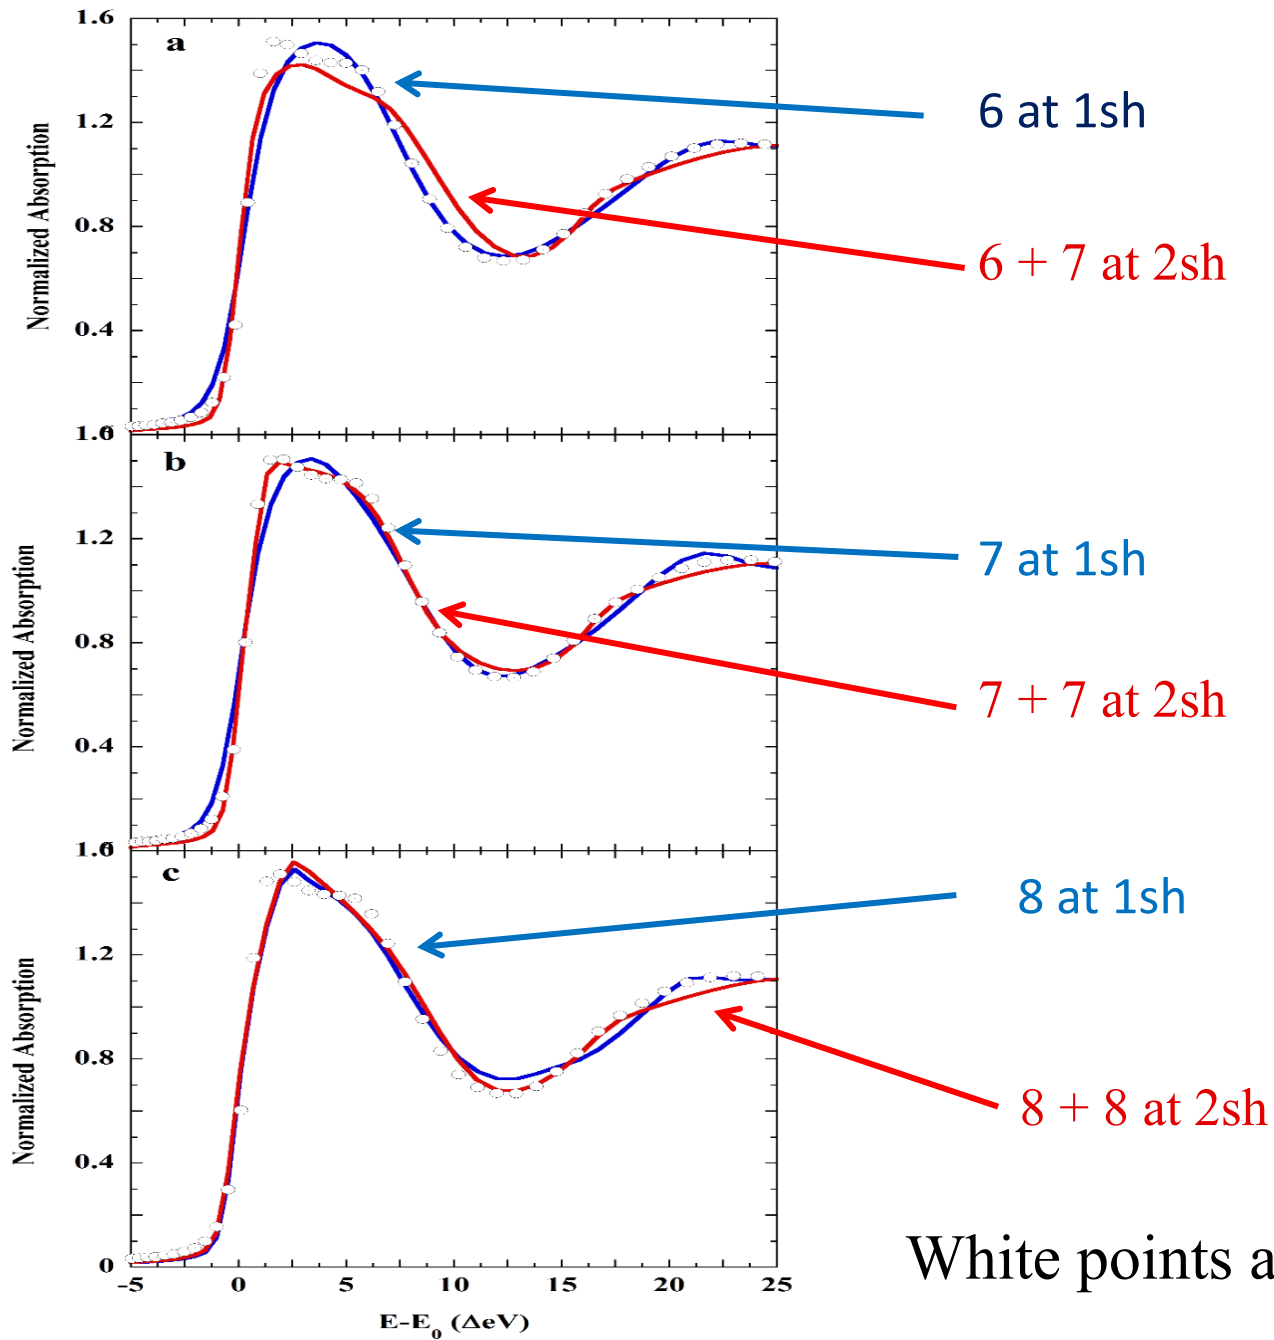 1.6
a
1.2
0.8
0.4
Normalized Absorption
6 at 1sh
6 + 7 at 2sh
1.6
b
1.2
0.8
0.4
Normalized Absorption
7 at 1sh
7 + 7 at 2sh
1.6
c
1.2
0.8
0.4
0
Normalized Absorption
8 at 1sh
8 + 8 at 2sh
-5 0 5 10 15 20 25
E-E₀ (ΔeV)
White points a